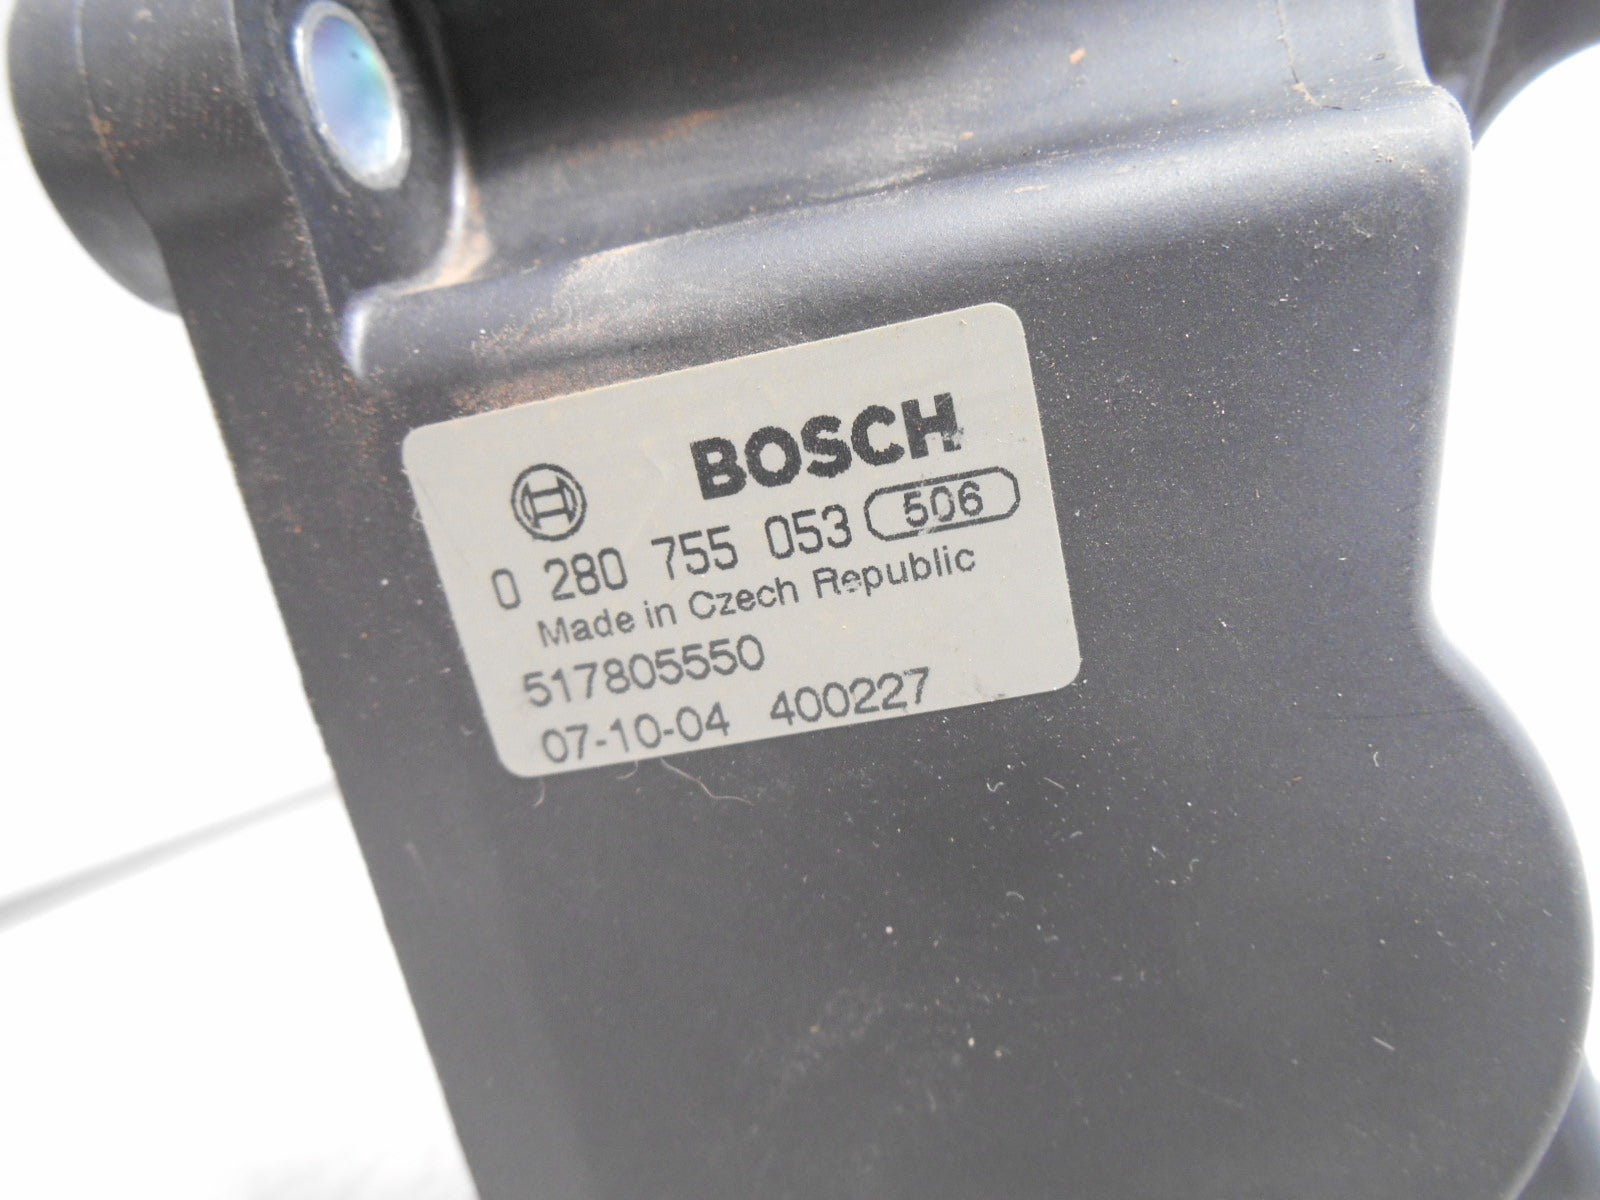 BOSCH
0 280 755 053 506
Made in Czech Republic
517805550
07-10-04 400227